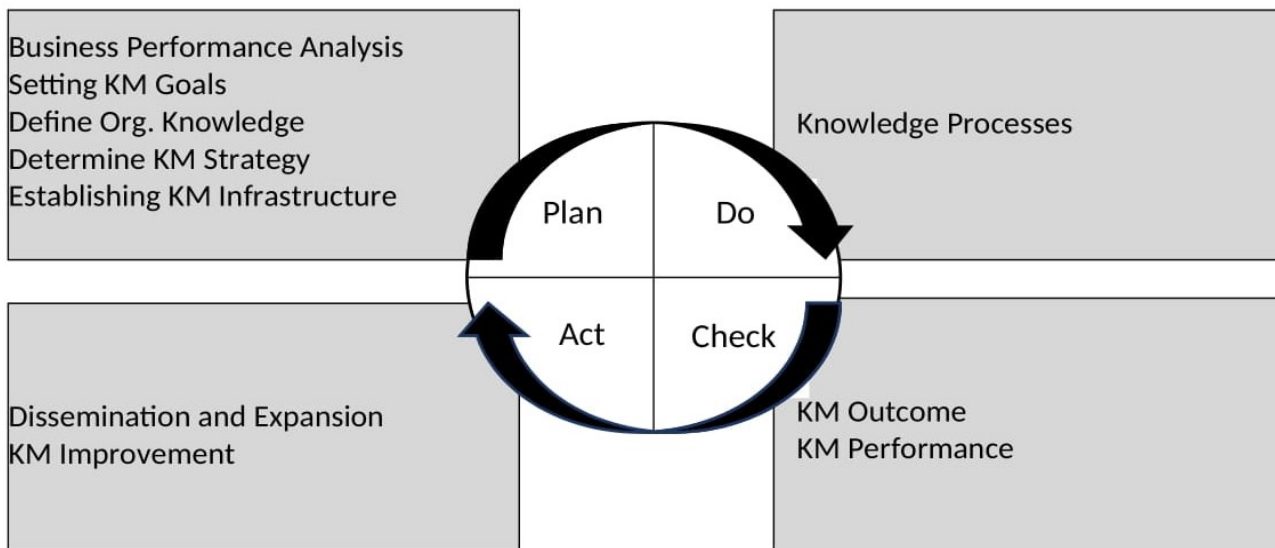 Business Performance Analysis
Setting KM Goals
Define Org. Knowledge
Determine KM Strategy
Establishing KM Infrastructure
Knowledge Processes
Plan
Do
Act
Check
Dissemination and Expansion
KM Improvement
KM Outcome
KM Performance